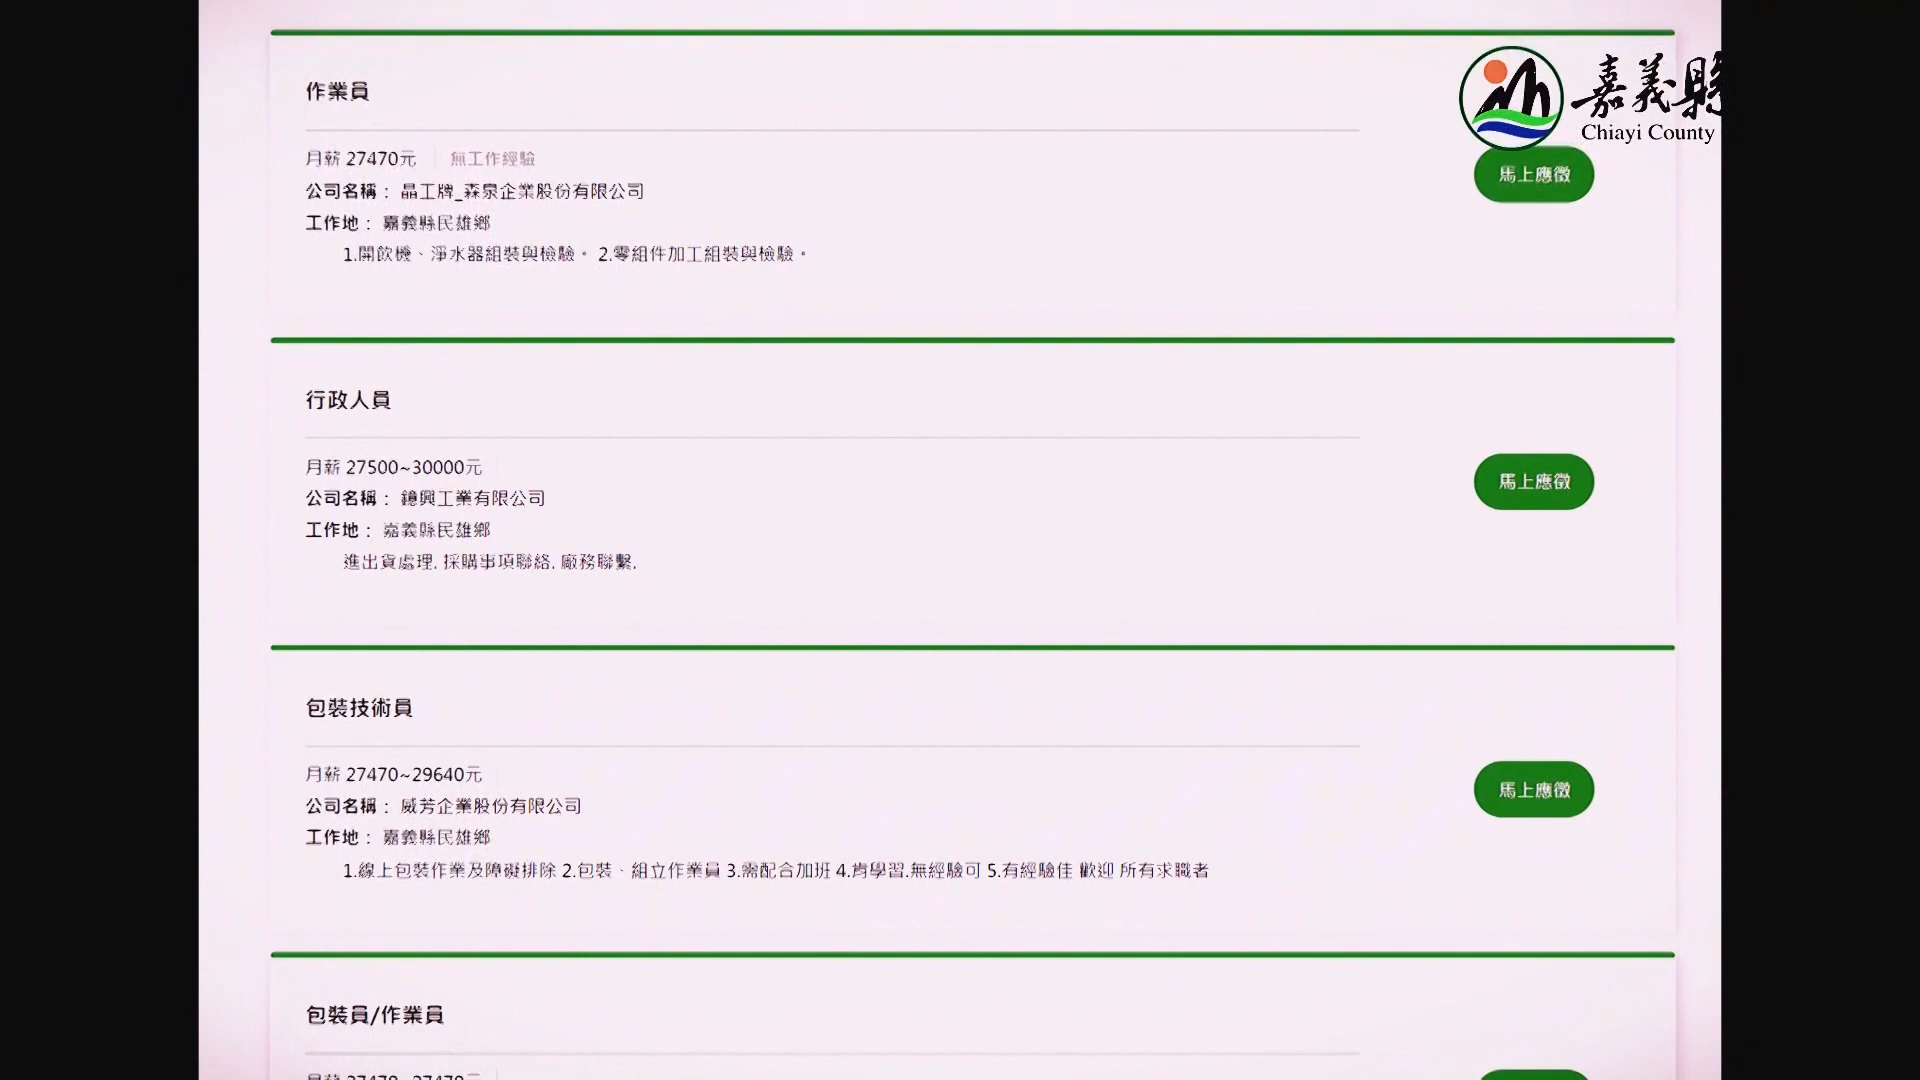 作業員
嘉義縣
Chiayi County
月薪 27470元
無工作經驗
馬上應徵
公司名稱： 晶工牌_森泉企業股份有限公司
工作地： 嘉義縣民雄鄉
1.開飲機、淨水器組裝與檢驗。 2.零組件加工組裝與檢驗。
行政人員
月薪 27500~30000元
馬上應徵
公司名稱： 鐿興工業有限公司
工作地： 嘉義縣民雄鄉
進出貨處理, 採購事項聯絡, 廠務聯繫,
包裝技術員
月薪 27470~29640元
馬上應徵
公司名稱： 威芳企業股份有限公司
工作地： 嘉義縣民雄鄉
1.線上包裝作業及障礙排除 2.包裝、組立作業員 3.需配合加班 4.肯學習.無經驗可 5.有經驗佳 歡迎 所有求職者
包裝員/作業員
月薪 27470~27470元